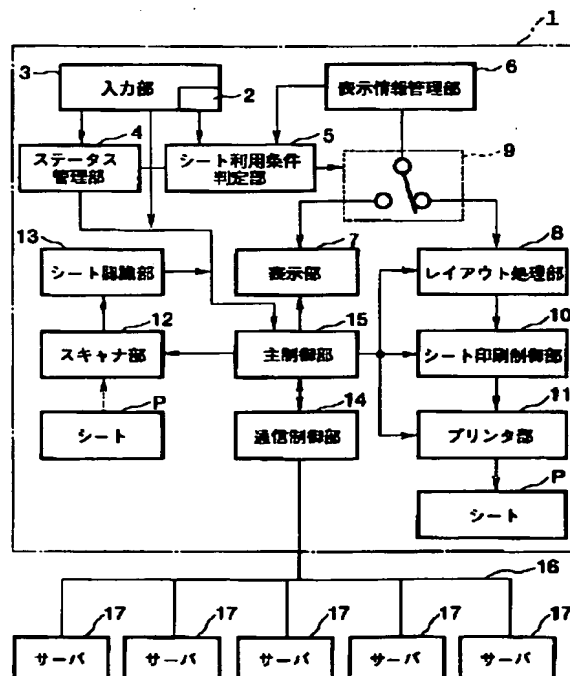 1
3
入力部
2
6
表示情報管理部
4
ステータス
管理部
5
シート利用条件
判定部
9
13
シート認識部
7
表示部
8
レイアウト処理部
12
スキャナ部
15
主制御部
10
シート印刷制御部
P
シート
14
通信制御部
11
プリンタ部
P
シート
16
17
サーバ
17
サーバ
17
サーバ
17
サーバ
17
サーバ